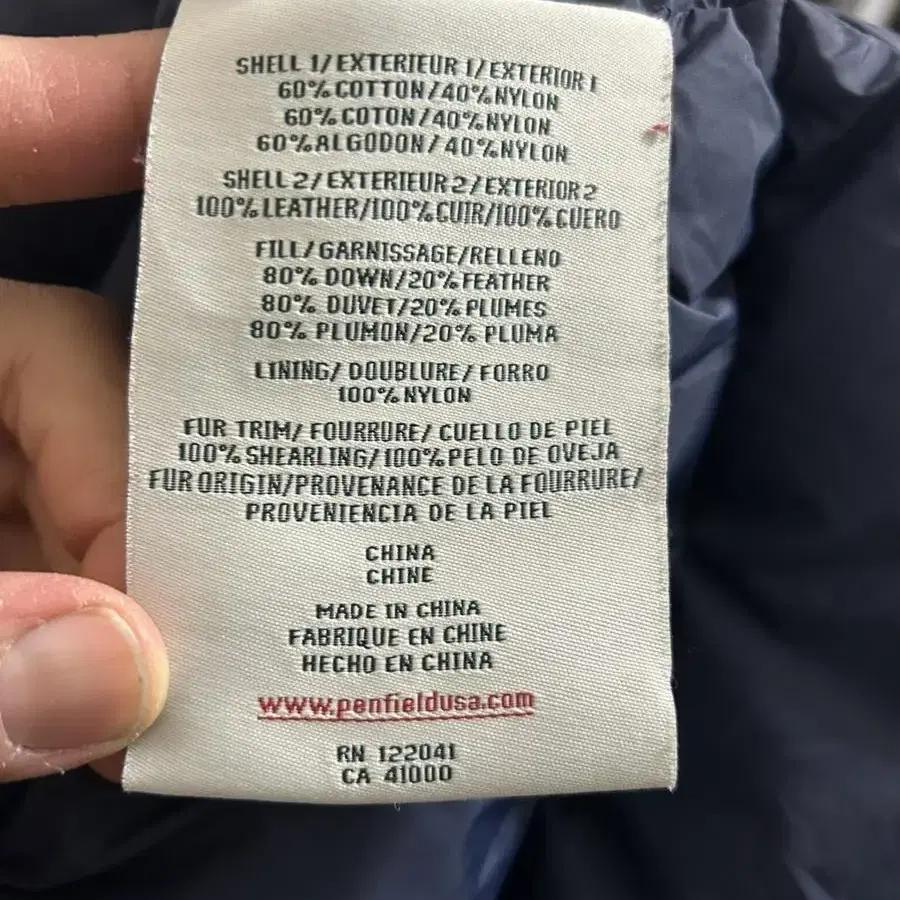 SHELL 1/EXTERIEUR 1/EXTERIOR 1
60% COTTON/40% NYLON
60% COTON/40% NYLON
60% ALGODON/40% NYLON
SHELL 2/EXTERIEUR 2/EXTERIOR 2
100% LEATHER/100% CUIR/100% CUERO
FILL/GARNISSAGE/RELLENO
80% DOWN/20% FEATHER
80% DUVET/20% PLUMES
80% PLUMON/20% PLUMA
LINING/ DOUBLURE/ FORRO
100% NYLON
FUR TRIM/ FOURRURE/ CUELLO DE PIEL
100% SHEARLING/100% PELO DE OVEJA
FUR ORIGIN/PROVENANCE DE LA FOURRURE/
PROVENIENCIA DE LA PIEL
CHINA
CHINE
MADE IN CHINA
FABRIQUE EN CHINE
HECHO EN CHINA
www.penfieldusa.com
RN 122041
CA 41000